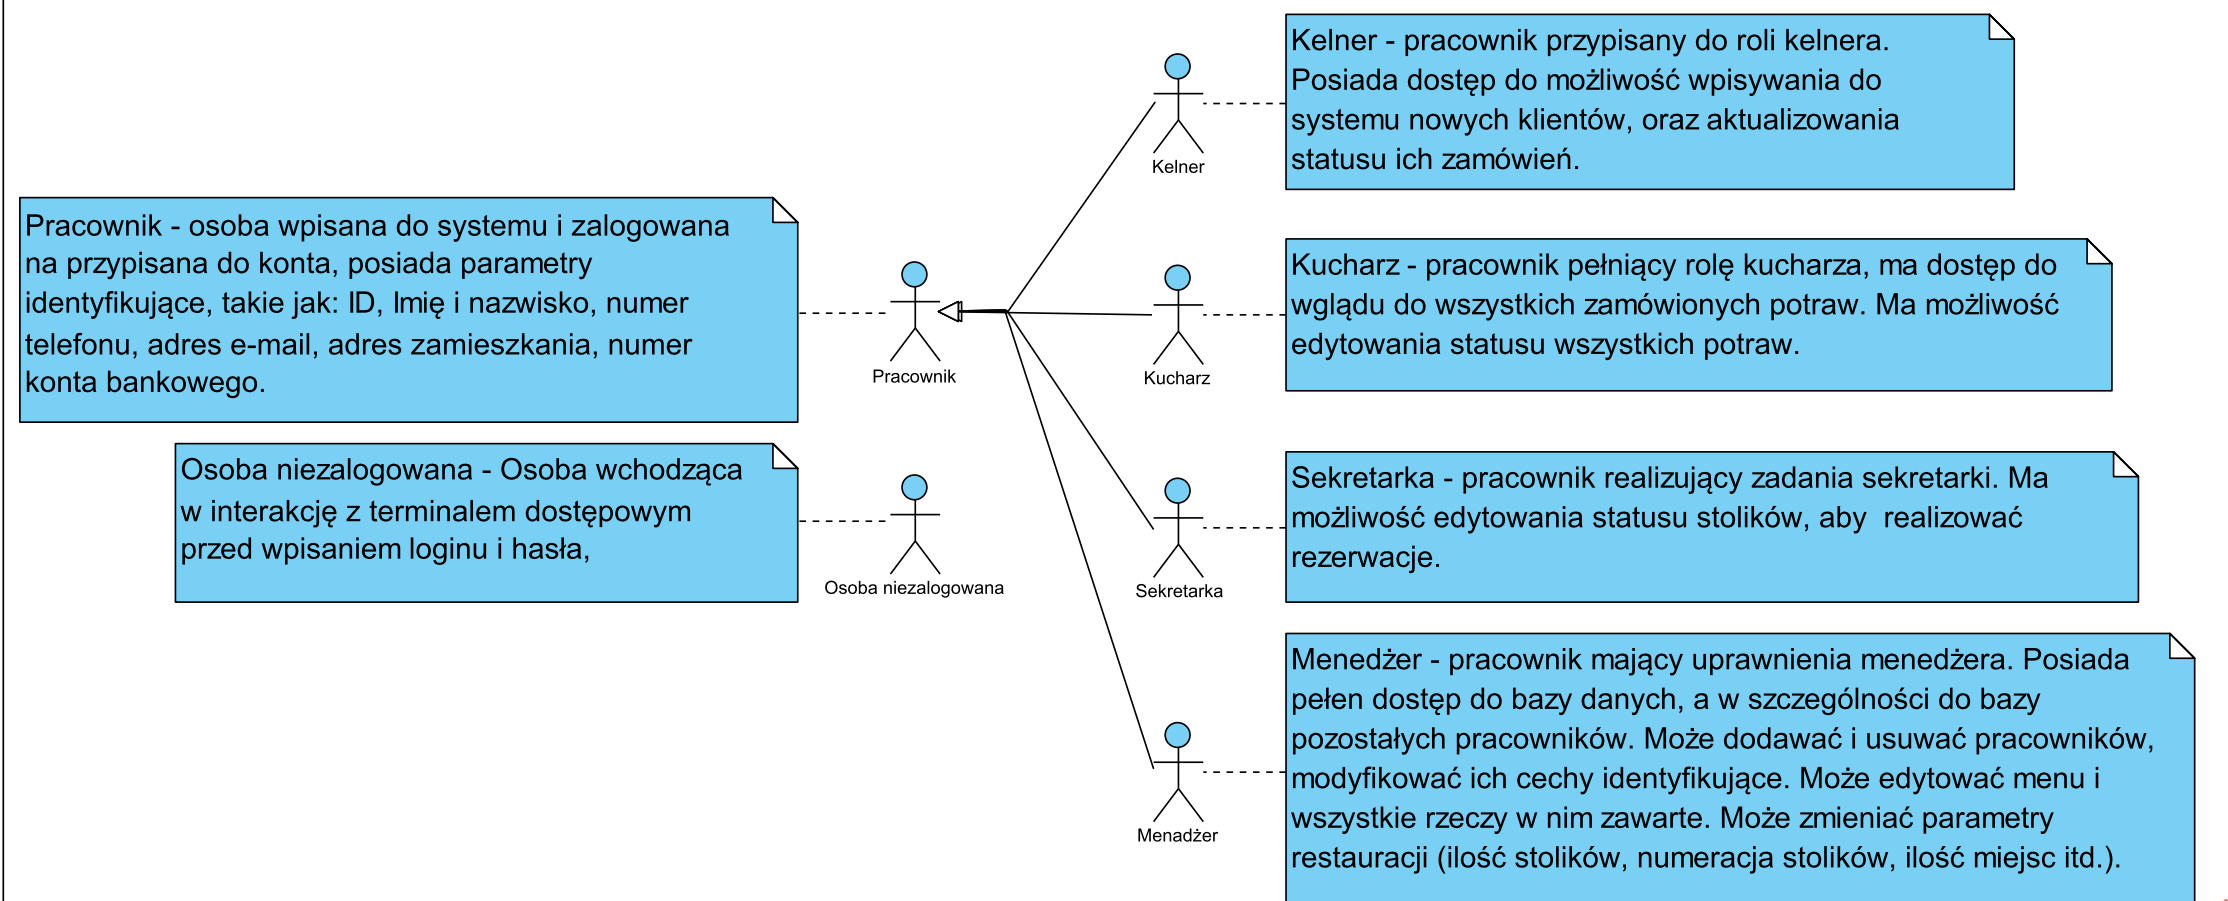 Kelner - pracownik przypisany do roli kelnera.
Posiada dostęp do możliwość wpisywania do
systemu nowych klientów, oraz aktualizowania
statusu ich zamówień.
Kelner
Pracownik - osoba wpisana do systemu i zalogowana
na przypisana do konta, posiada parametry
identyfikujące, takie jak: ID, Imię i nazwisko, numer
telefonu, adres e-mail, adres zamieszkania, numer
konta bankowego.
Pracownik
Kucharz - pracownik pełniący rolę kucharza, ma dostęp do
wglądu do wszystkich zamówionych potraw. Ma możliwość
edytowania statusu wszystkich potraw.
Kucharz
Osoba niezalogowana - Osoba wchodząca
w interakcję z terminalem dostępowym
przed wpisaniem loginu i hasła,
Osoba niezalogowana
Sekretarka - pracownik realizujący zadania sekretarki. Ma
możliwość edytowania statusu stolików, aby  realizować
rezerwacje.
Sekretarka
Menedżer - pracownik mający uprawnienia menedżera. Posiada
pełen dostęp do bazy danych, a w szczególności do bazy
pozostałych pracowników. Może dodawać i usuwać pracowników,
modyfikować ich cechy identyfikujące. Może edytować menu i
wszystkie rzeczy w nim zawarte. Może zmieniać parametry
restauracji (ilość stolików, numeracja stolików, ilość miejsc itd.).
Menadżer